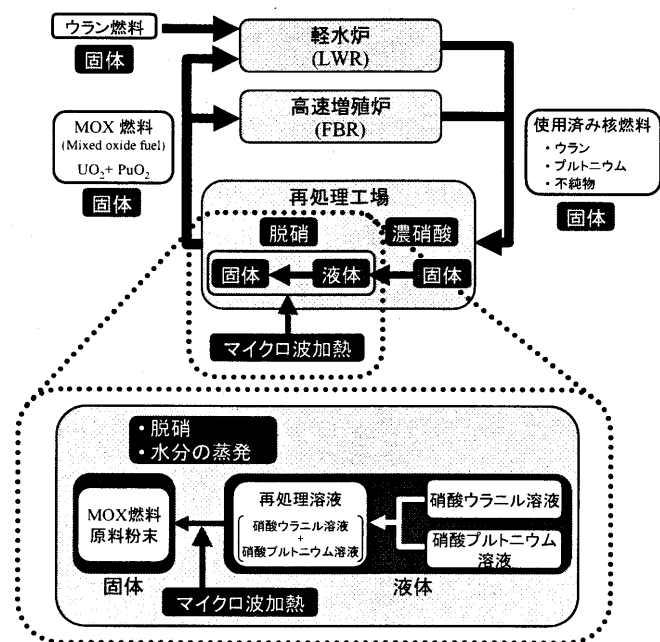 ウラン燃料
固体
軽水炉
(LWR)
高速増殖炉
(FBR)
MOX 燃料
(Mixed oxide fuel)
UO₂+ PuO₂
固体
使用済み核燃料
・ウラン
・プルトニウム
・不純物
固体
再処理工場
脱硝
濃硝酸
固体
液体
固体
マイクロ波加熱
・脱硝
・水分の蒸発
MOX燃料
原料粉末
固体
再処理溶液
硝酸ウラニル溶液
+
硝酸プルトニウム溶液
硝酸ウラニル溶液
硝酸プルトニウム
溶液
液体
マイクロ波加熱